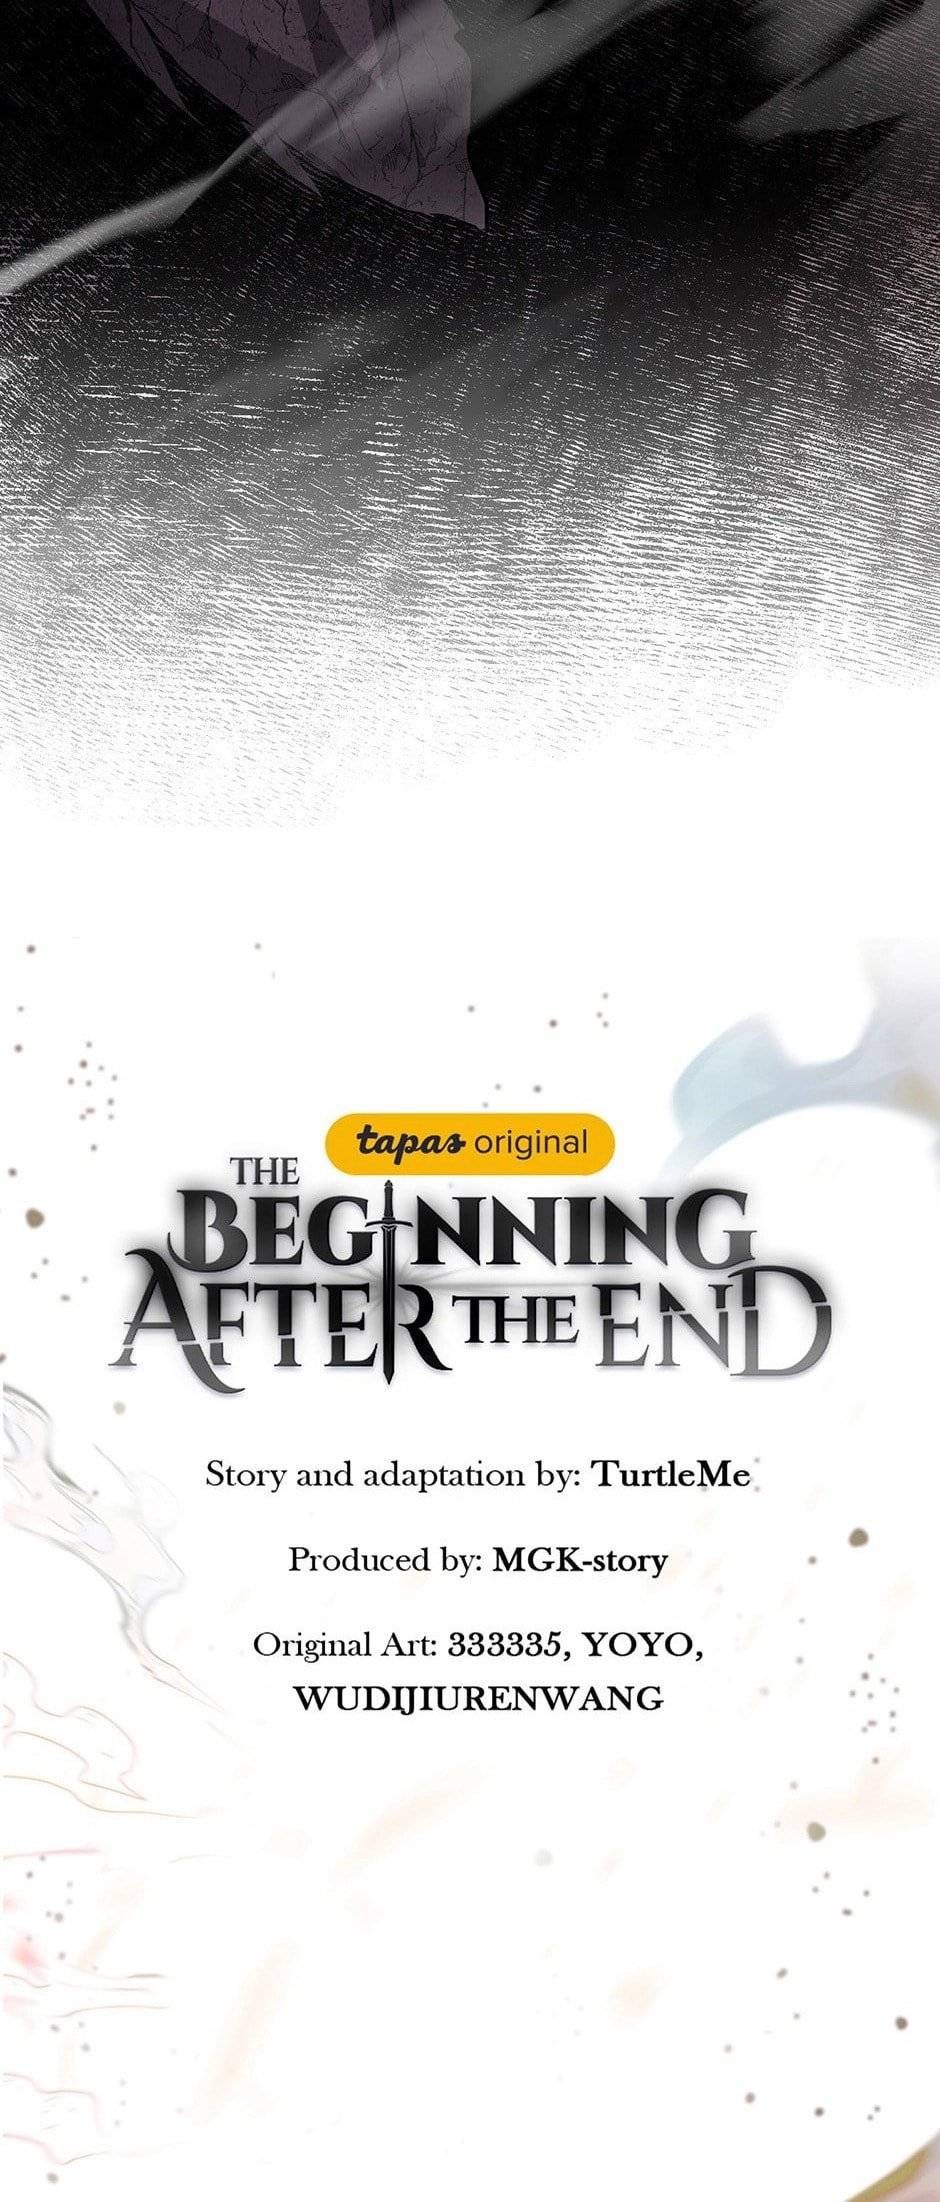 tapas original
THE
BEGINNING
AFTER THE END
Story and adaptation by: TurtleMe
Produced by: MGK-story
Original Art: 333335, YOYO,
WUDIJIURENWANG